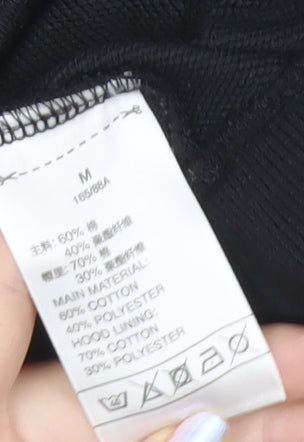 M
165/88A
主料: 60% 棉
40% 聚酯纤维
帽里: 70% 棉
30% 聚酯纤维
MAIN MATERIAL:
60% COTTON
40% POLYESTER
HOOD LINING:
70% COTTON
30% POLYESTER